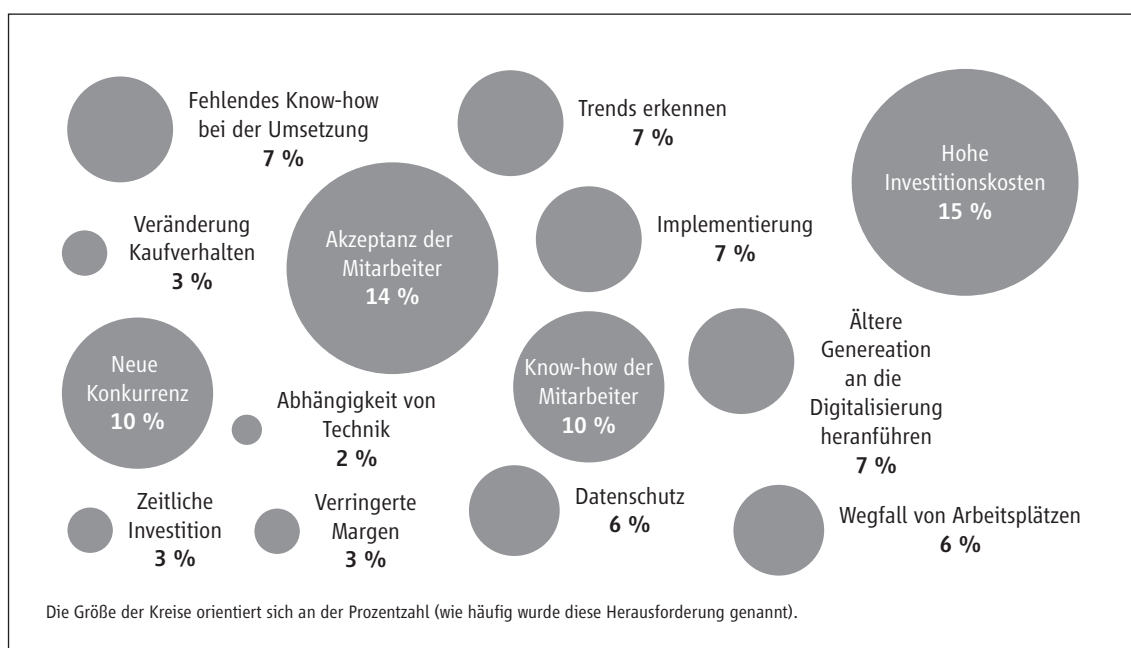 Fehlendes Know-how
bei der Umsetzung
7 %
Trends erkennen
7 %
Hohe
Investitionskosten
15 %
Veränderung
Kaufverhalten
3 %
Akzeptanz der
Mitarbeiter
14 %
Implementierung
7 %
Neue
Konkurrenz
10 %
Abhängigkeit von
Technik
2 %
Know-how der
Mitarbeiter
10 %
Ältere
Genereation
an die
Digitalisierung
heranführen
7 %
Zeitliche
Investition
3 %
Verringerte
Margen
3 %
Datenschutz
6 %
Wegfall von Arbeitsplätzen
6 %
Die Größe der Kreise orientiert sich an der Prozentzahl (wie häufig wurde diese Herausforderung genannt).